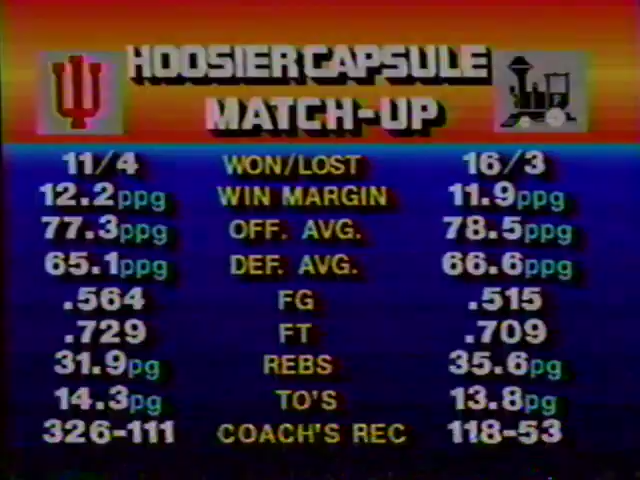 HOOSIER CAPSULE
MATCH-UP
11/4 WON/LOST 16/3
12.2ppg WIN MARGIN 11.9ppg
77.3ppg OFF. AVG. 78.5ppg
65.1ppg DEF. AVG. 66.6ppg
.564 FG .515
.729 FT .709
31.9pg REBS 35.6pg
14.3pg TO'S 13.8pg
326-111 COACH'S REC 118-53